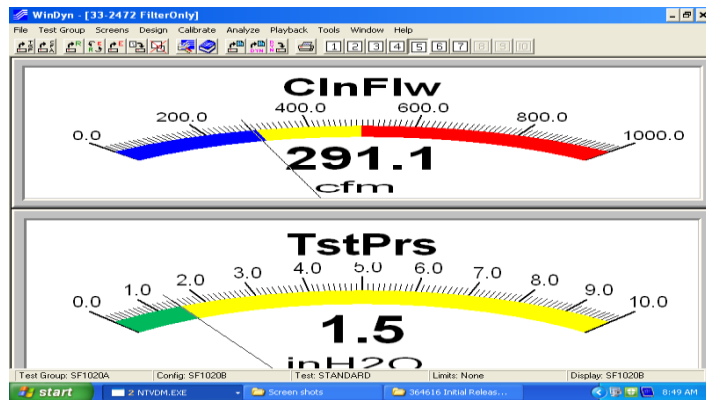 WinDyn - [33-2472 FilterOnly]
File Test Group Screens Design Calibrate Analyze Playback Tools Window Help
1 2 3 4 5 6 7 8 9 10
ClnFlw
0.0 200.0 400.0 600.0 800.0 1000.0
291.1
cfm
TstPrs
0.0 1.0 2.0 3.0 4.0 5.0 6.0 7.0 8.0 9.0 10.0
1.5
inH2O
Test Group: SF1020A Config: SF1020B Test: STANDARD Limits: None Display: SF1020B
start 2 NTVDM.EXE Screen shots 364616 Initial Releas... 8:49 AM